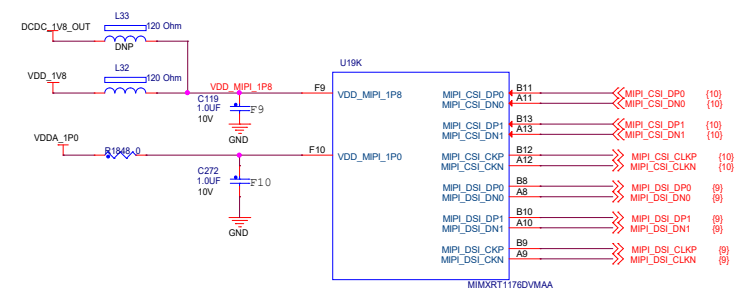 L33
DCDC_1V8_OUT
120 Ohm
DNP
U19K
VDD_1V8
L32
120 Ohm
VDD_MIPI_1P8
F9
VDD_MIPI_1P8
C119
1.0UF
10V
F9
GND
VDDA_1P0
R1848 0
F10
VDD_MIPI_1P0
C272
1.0UF
10V
F10
GND
MIPI_CSI_DP0 B11 MIPI_CSI_DP0 {10}
MIPI_CSI_DN0 A11 MIPI_CSI_DN0 {10}
MIPI_CSI_DP1 B13 MIPI_CSI_DP1 {10}
MIPI_CSI_DN1 A13 MIPI_CSI_DN1 {10}
MIPI_CSI_CKP B12 MIPI_CSI_CLKP {10}
MIPI_CSI_CKN A12 MIPI_CSI_CLKN {10}
MIPI_DSI_DP0 B8 MIPI_DSI_DP0 {9}
MIPI_DSI_DN0 A8 MIPI_DSI_DN0 {9}
MIPI_DSI_DP1 B10 MIPI_DSI_DP1 {9}
MIPI_DSI_DN1 A10 MIPI_DSI_DN1 {9}
MIPI_DSI_CKP B9 MIPI_DSI_CLKP {9}
MIPI_DSI_CKN A9 MIPI_DSI_CLKN {9}
MIMXRT1176DVMAA